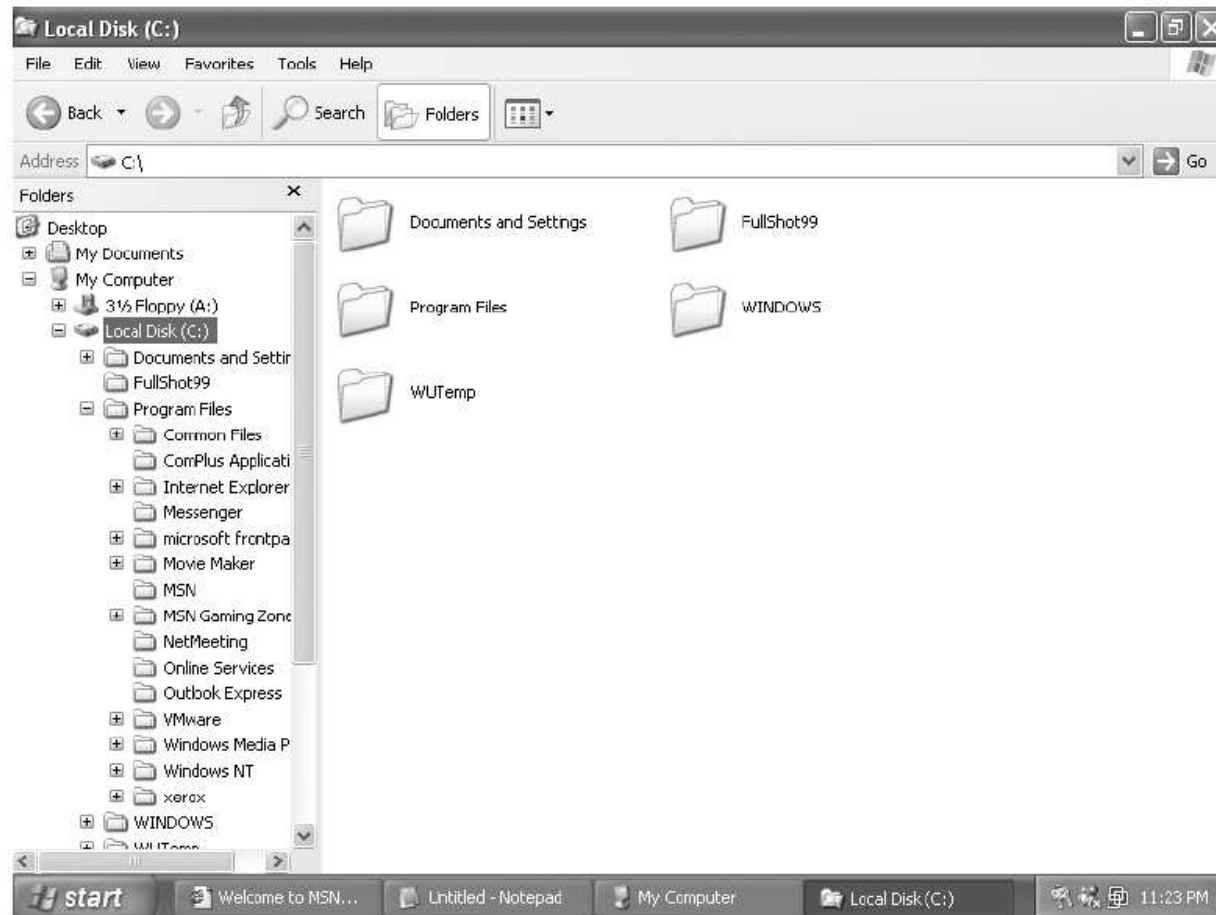 Local Disk (C:)
File Edit View Favorites Tools Help
Back Search Folders
Address C:\ Go
Folders
Desktop
My Documents
My Computer
3½ Floppy (A:)
Local Disk (C:)
Documents and Settin
FullShot99
Program Files
Common Files
ComPlus Applicati
Internet Explorer
Messenger
microsoft frontpa
Movie Maker
MSN
MSN Gaming Zone
NetMeeting
Online Services
Outlook Express
VMware
Windows Media P
Windows NT
xerox
WINDOWS
WUTemp
Documents and Settings
FullShot99
Program Files
WINDOWS
WUTemp
start Welcome to MSN... Untitled - Notepad My Computer Local Disk (C:) 11:23 PM